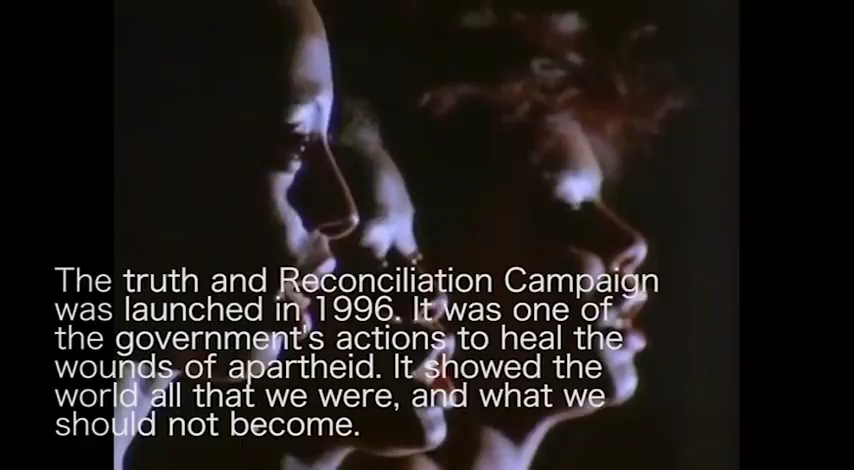 The truth and Reconciliation Campaign
was launched in 1996. It was one of
the government's actions to heal the
wounds of apartheid. It showed the
world all that we were, and what we
should not become.